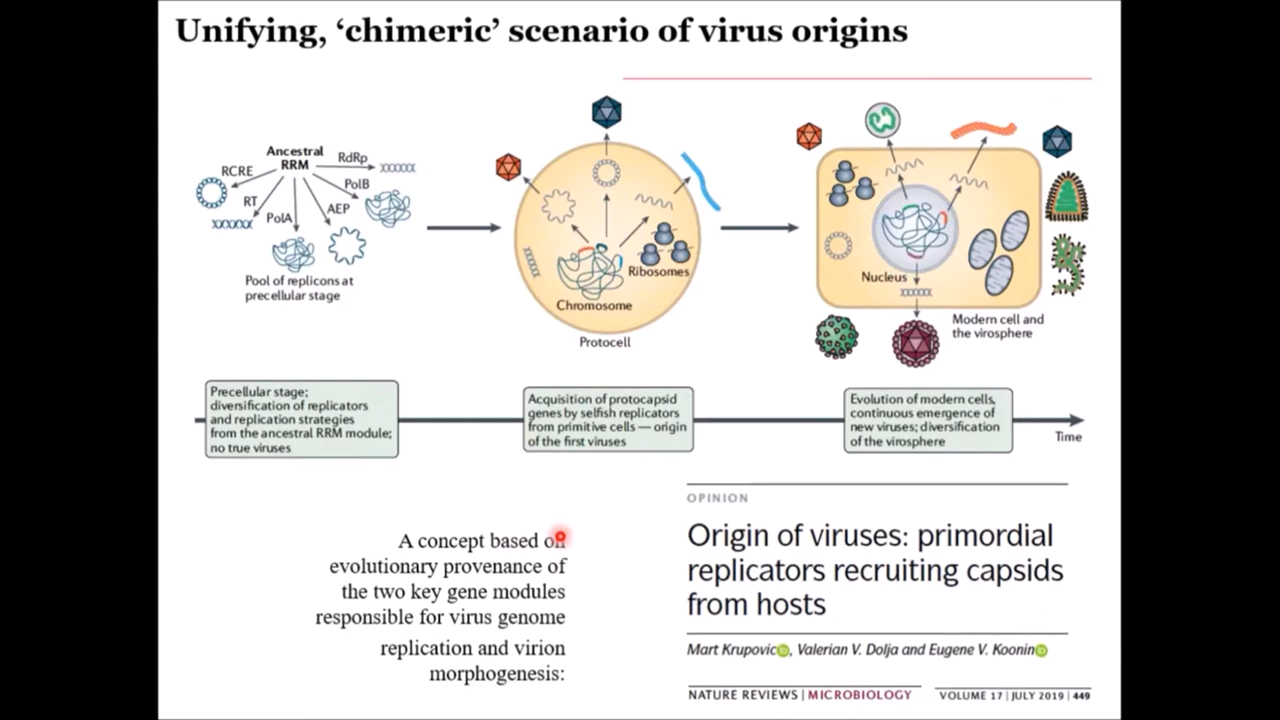 Unifying, ‘chimeric’ scenario of virus origins
Ancestral
RRM
RCRE
RdRp
RT
PolB
PolA
AEP
Pool of replicons at
precellular stage
Ribosomes
Chromosome
Protocell
Nucleus
Modern cell and
the virosphere
Precellular stage;
diversification of replicators
and replication strategies
from the ancestral RRM module;
no true viruses
Acquisition of protocapsid
genes by selfish replicators
from primitive cells — origin
of the first viruses
Evolution of modern cells,
continuous emergence of
new viruses; diversification
of the virosphere
Time
A concept based on
evolutionary provenance of
the two key gene modules
responsible for virus genome
replication and virion
morphogenesis:
OPINION
Origin of viruses: primordial
replicators recruiting capsids
from hosts
Mart Krupovic, Valerian V. Dolja and Eugene V. Koonin
NATURE REVIEWS | MICROBIOLOGY
VOLUME 17 | JULY 2019 | 449